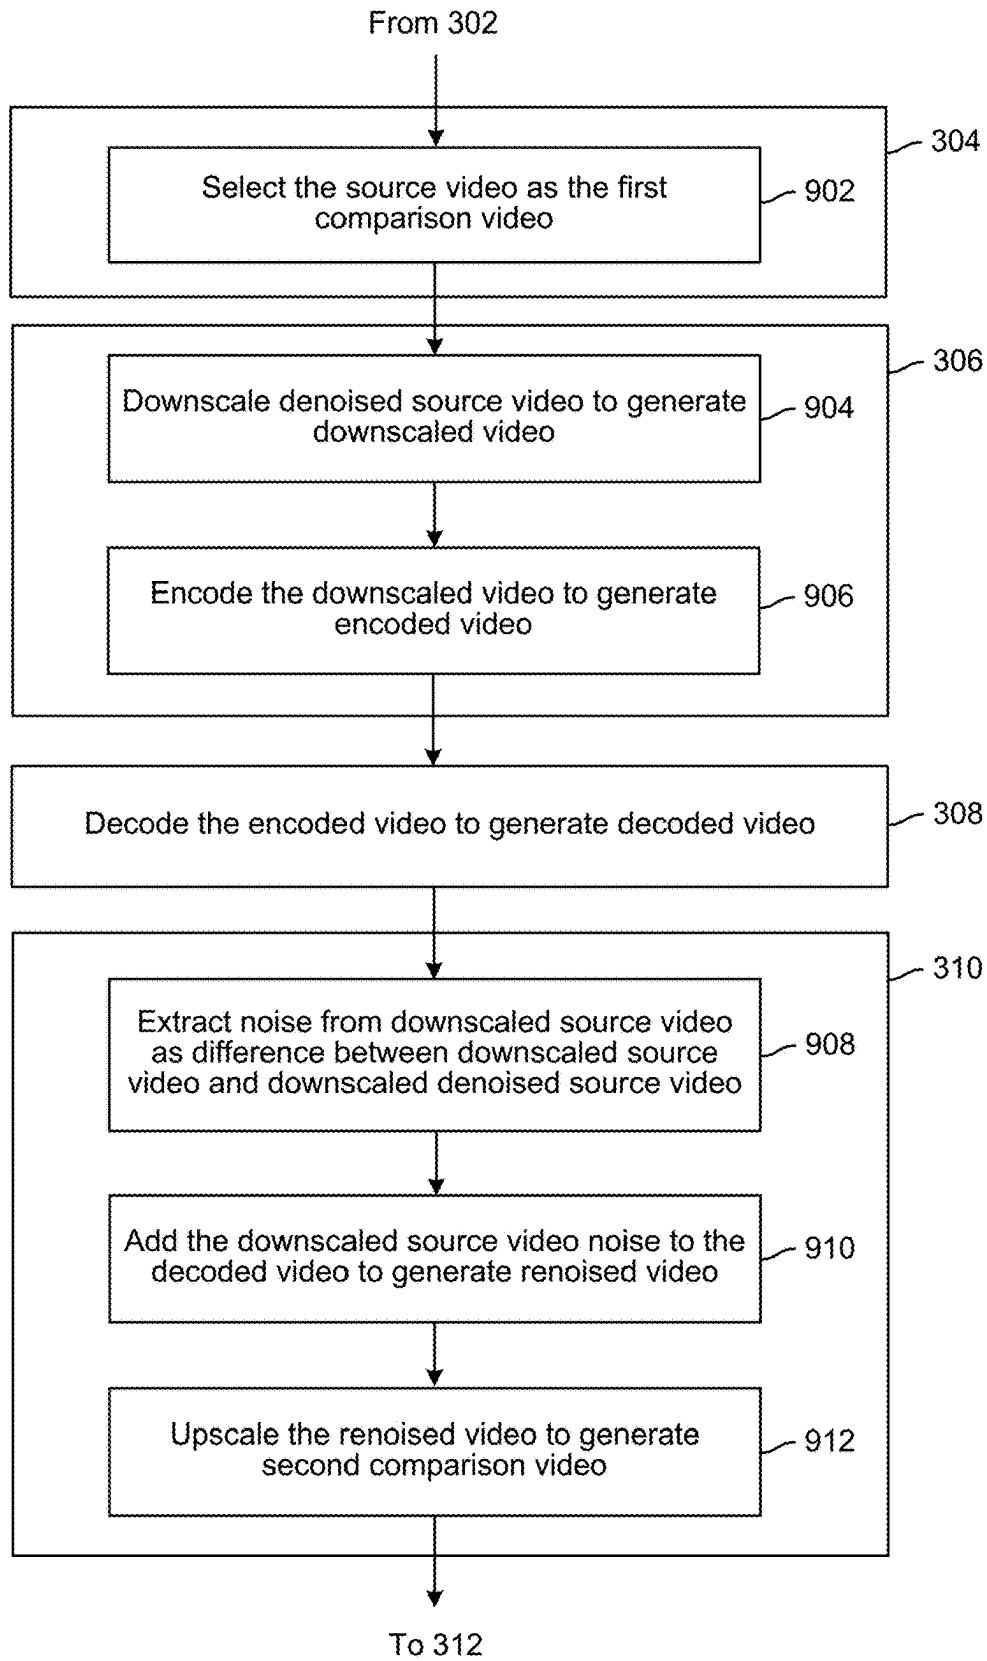 From 302
304
Select the source video as the first
comparison video
902
306
Downscale denoised source video to generate
downscaled video
904
Encode the downscaled video to generate
encoded video
906
Decode the encoded video to generate decoded video
308
310
Extract noise from downscaled source video
as difference between downscaled source
video and downscaled denoised source video
908
Add the downscaled source video noise to the
decoded video to generate renoised video
910
Upscale the renoised video to generate
second comparison video
912
To 312